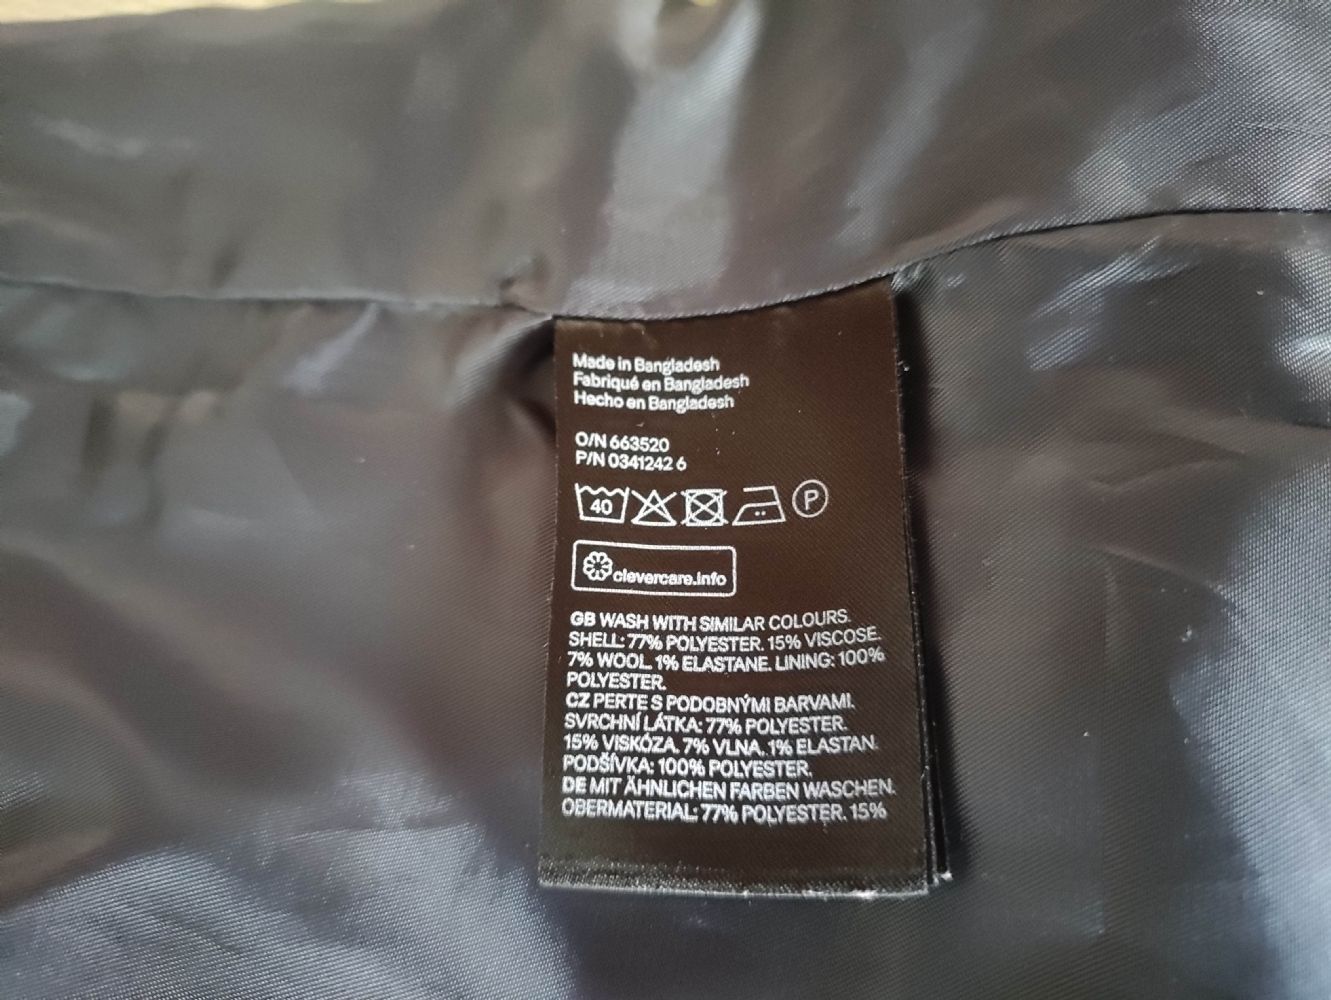 Made in Bangladesh
Fabriqué en Bangladesh
Hecho en Bangladesh
O/N 663520
P/N 0341242 6
40 P
clevercare.info
GB WASH WITH SIMILAR COLOURS.
SHELL: 77% POLYESTER. 15% VISCOSE.
7% WOOL. 1% ELASTANE. LINING: 100%
POLYESTER.
CZ PERTE S PODOBNÝMI BARVAMI.
SVRCHNÍ LÁTKA: 77% POLYESTER.
15% VISKÓZA. 7% VLNA. 1% ELASTAN.
PODŠÍVKA: 100% POLYESTER.
DE MIT ÄHNLICHEN FARBEN WASCHEN.
OBERMATERIAL: 77% POLYESTER. 15%